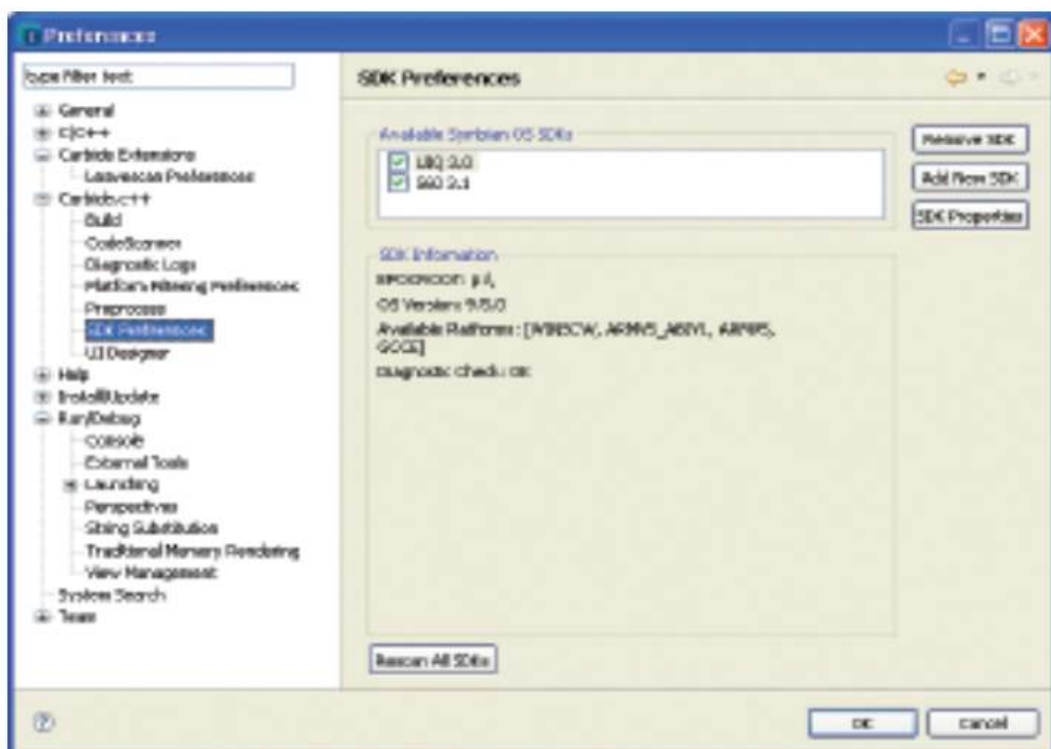 Preferences
type filter text
General
C/C++
Carbide Extensions
Leavescan Preferences
Carbide.c++
Build
CodeScanner
Diagnostic Logs
Platform Filtering Preferences
Preprocess
SDK Preferences
UI Designer
Help
Install/Update
Run/Debug
Console
External Tools
Launching
Perspectives
String Substitution
Traditional Memory Rendering
View Management
System Search
Team
SDK Preferences
Available Symbian OS SDKs
S60 3.1
Remove SDK
Add New SDK
SDK Properties
SDK Information
EPOCROOT:
OS Version:
Available Platforms: [WINSCW, ARMV5_ABIV1, ARMV5,
GCCE]
Diagnostic Check: OK
Rescan All SDKs
OK
Cancel